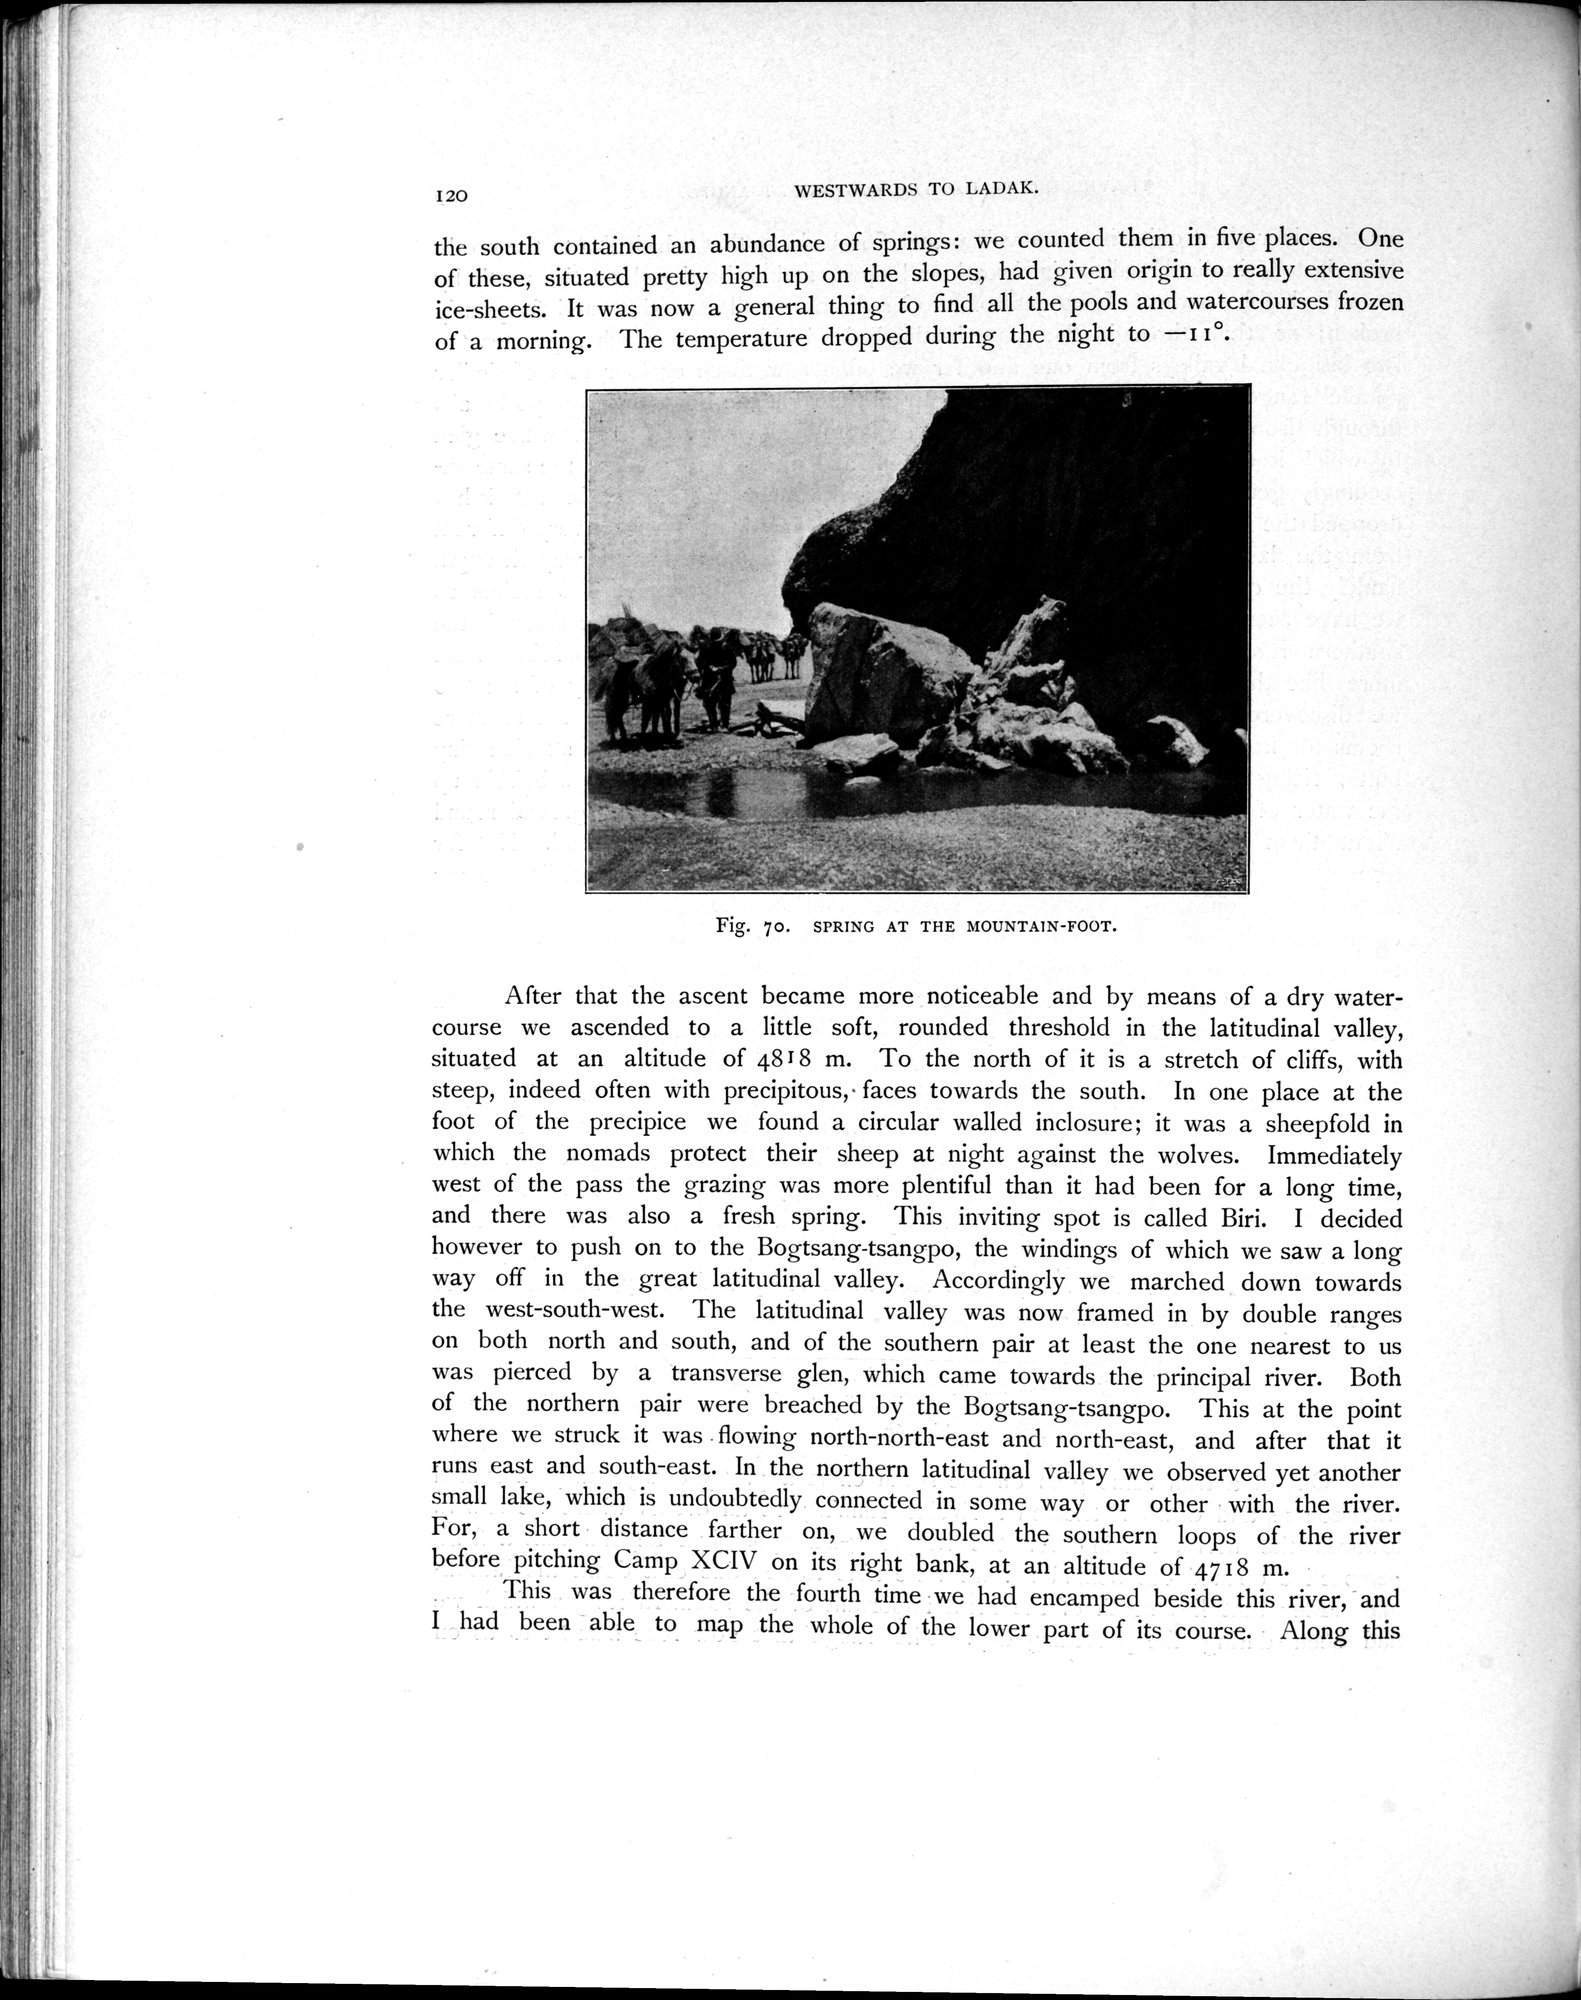 120
WESTWARDS TO LADAK.
the south contained an abundance of springs: we counted them in five places. One
of these, situated pretty high up on the slopes, had given origin to really extensive
ice-sheets. It was now a general thing to find all the pools and watercourses frozen
of a morning. The temperature dropped during the night to —11°.
Fig. 70. SPRING AT THE MOUNTAIN-FOOT.
After that the ascent became more noticeable and by means of a dry water-
course we ascended to a little soft, rounded threshold in the latitudinal valley,
situated at an altitude of 4818 m. To the north of it is a stretch of cliffs, with
steep, indeed often with precipitous, faces towards the south. In one place at the
foot of the precipice we found a circular walled inclosure; it was a sheepfold in
which the nomads protect their sheep at night against the wolves. Immediately
west of the pass the grazing was more plentiful than it had been for a long time,
and there was also a fresh spring. This inviting spot is called Biri. I decided
however to push on to the Bogtsang-tsangpo, the windings of which we saw a long
way off in the great latitudinal valley. Accordingly we marched down towards
the west-south-west. The latitudinal valley was now framed in by double ranges
on both north and south, and of the southern pair at least the one nearest to us
was pierced by a transverse glen, which came towards the principal river. Both
of the northern pair were breached by the Bogtsang-tsangpo. This at the point
where we struck it was flowing north-north-east and north-east, and after that it
runs east and south-east. In the northern latitudinal valley we observed yet another
small lake, which is undoubtedly connected in some way or other with the river.
For, a short distance farther on, we doubled the southern loops of the river
before pitching Camp XCIV on its right bank, at an altitude of 4718 m.
This was therefore the fourth time we had encamped beside this river, and
I had been able to map the whole of the lower part of its course. Along this